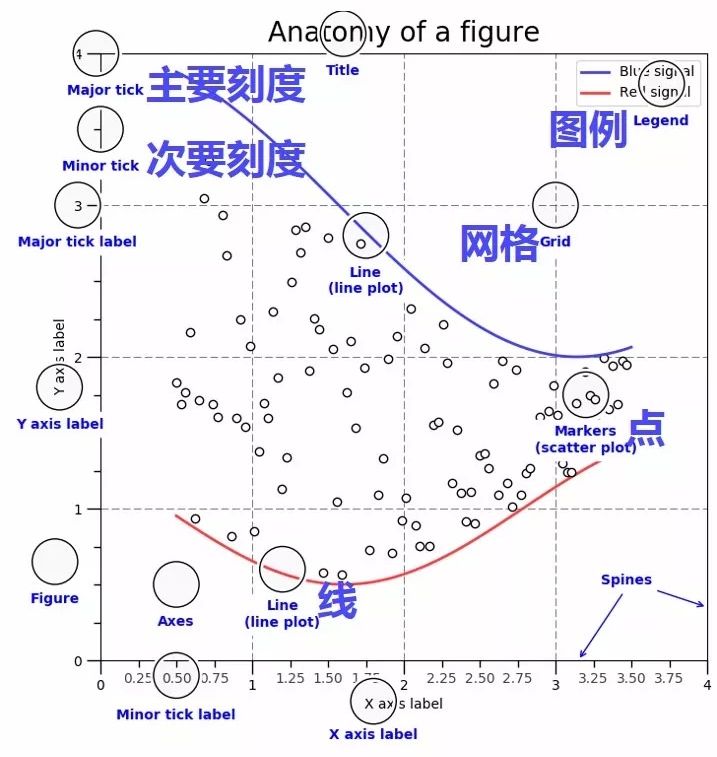 Anatomy of a figure
4
Title
Blue signal
Red signal
Legend
Major tick
主要刻度
图例
Minor tick
次要刻度
3
Major tick label
网格
Grid
Line
(line plot)
2
Y axis label
Y axis label
Markers
(scatter plot)
点
1
Figure
Axes
Line
(line plot)
线
Spines
0
0 0.25 0.50 0.75 1 1.25 1.50 1.75 2 2.25 2.50 2.75 3 3.25 3.50 3.75 4
Minor tick label
X axis label
X axis label